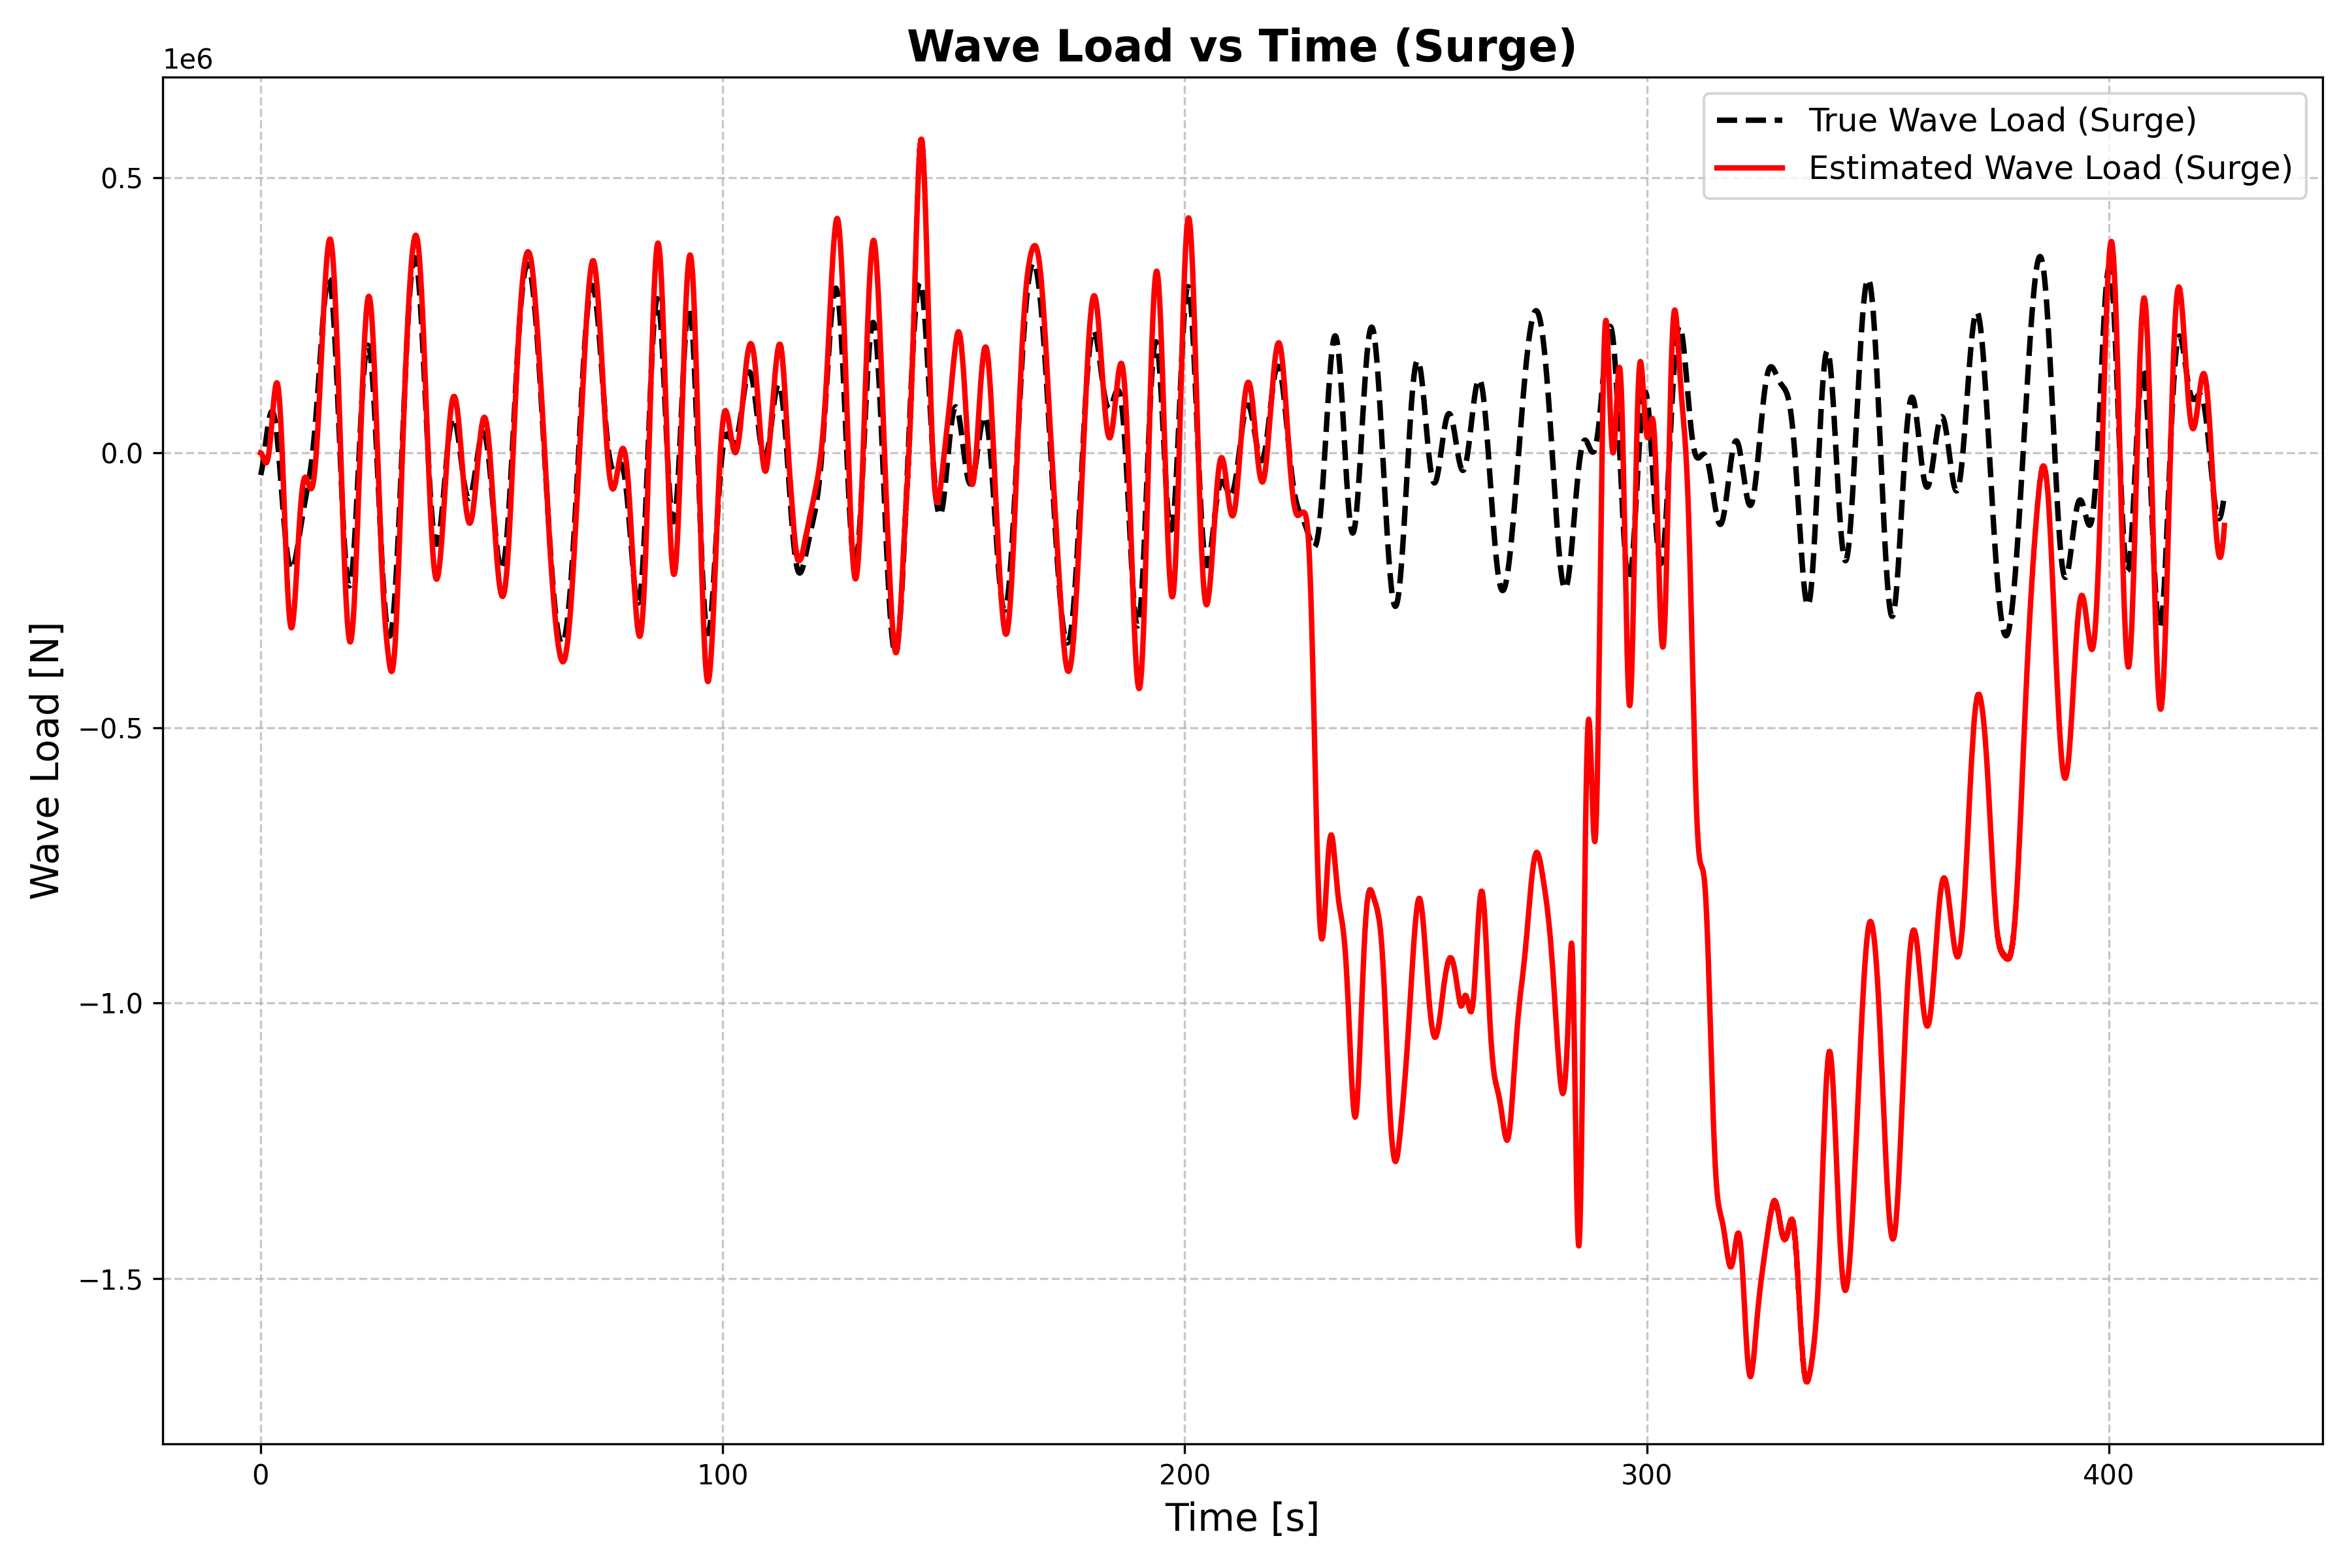 Wave Load vs Time (Surge)
1e6
True Wave Load (Surge)
Estimated Wave Load (Surge)
0.5
0.0
−0.5
−1.0
−1.5
Wave Load [N]
0 100 200 300 400
Time [s]